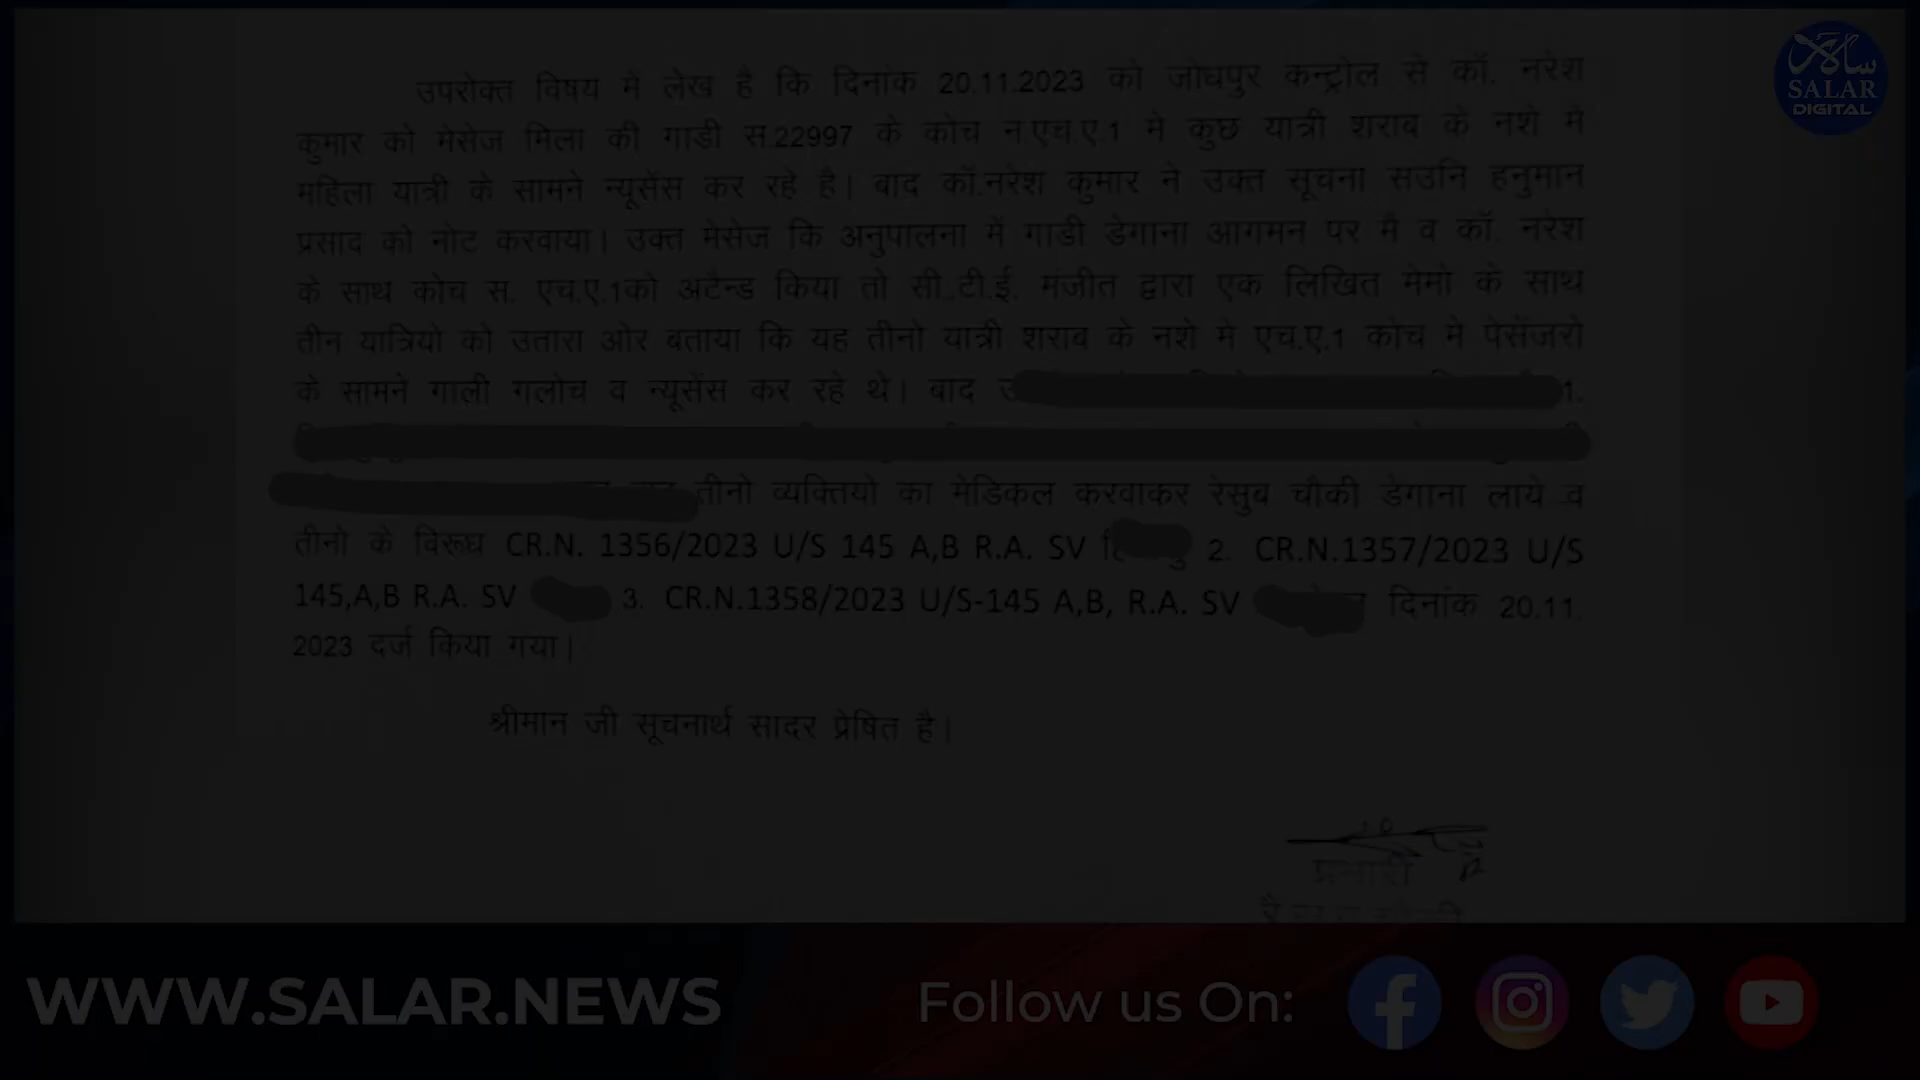 سالار
SALAR
DIGITAL
उपरोक्त विषय में लेख है कि दिनांक 20.11.2023 को जोधपुर कन्ट्रोल से कॉ. नरेश
कुमार को मेसेज मिला की गाडी स.22997 के कोच न.एच.ए.1 मे कुछ यात्री शराब के नशे मे
महिला यात्री के सामने न्यूसेंस कर रहे है। बाद कॉ.नरेश कुमार ने उक्त सूचना सउनि हनुमान
प्रसाद को नोट करवाया। उक्त मेसेज कि अनुपालना में गाडी डेगाना आगमन पर मै व कॉ. नरेश
के साथ कोच स. एच.ए.1को अटैन्ड किया तो सी.टी.ई. मंजीत द्वारा एक लिखित मेमो के साथ
तीन यात्रियो को उतारा ओर बताया कि यह तीनो यात्री शराब के नशे मे एच.ए.1 कोच मे पेसेंजरो
के सामने गाली गलोच व न्यूसेंस कर रहे थे। बाद 1.
तीनो व्यक्तियो का मेडिकल करवाकर रेसुब चौकी डेगाना लाये व
तीनो के विरूध CR.N. 1356/2023 U/S 145 A,B R.A. SV 2. CR.N.1357/2023 U/S
145,A,B R.A. SV 3. CR.N.1358/2023 U/S-145 A,B, R.A. SV दिनांक 20.11.
2023 दर्ज किया गया।
श्रीमान जी सूचनार्थ सादर प्रेषित है।
प्रभारी
WWW.SALAR.NEWS
Follow us On: